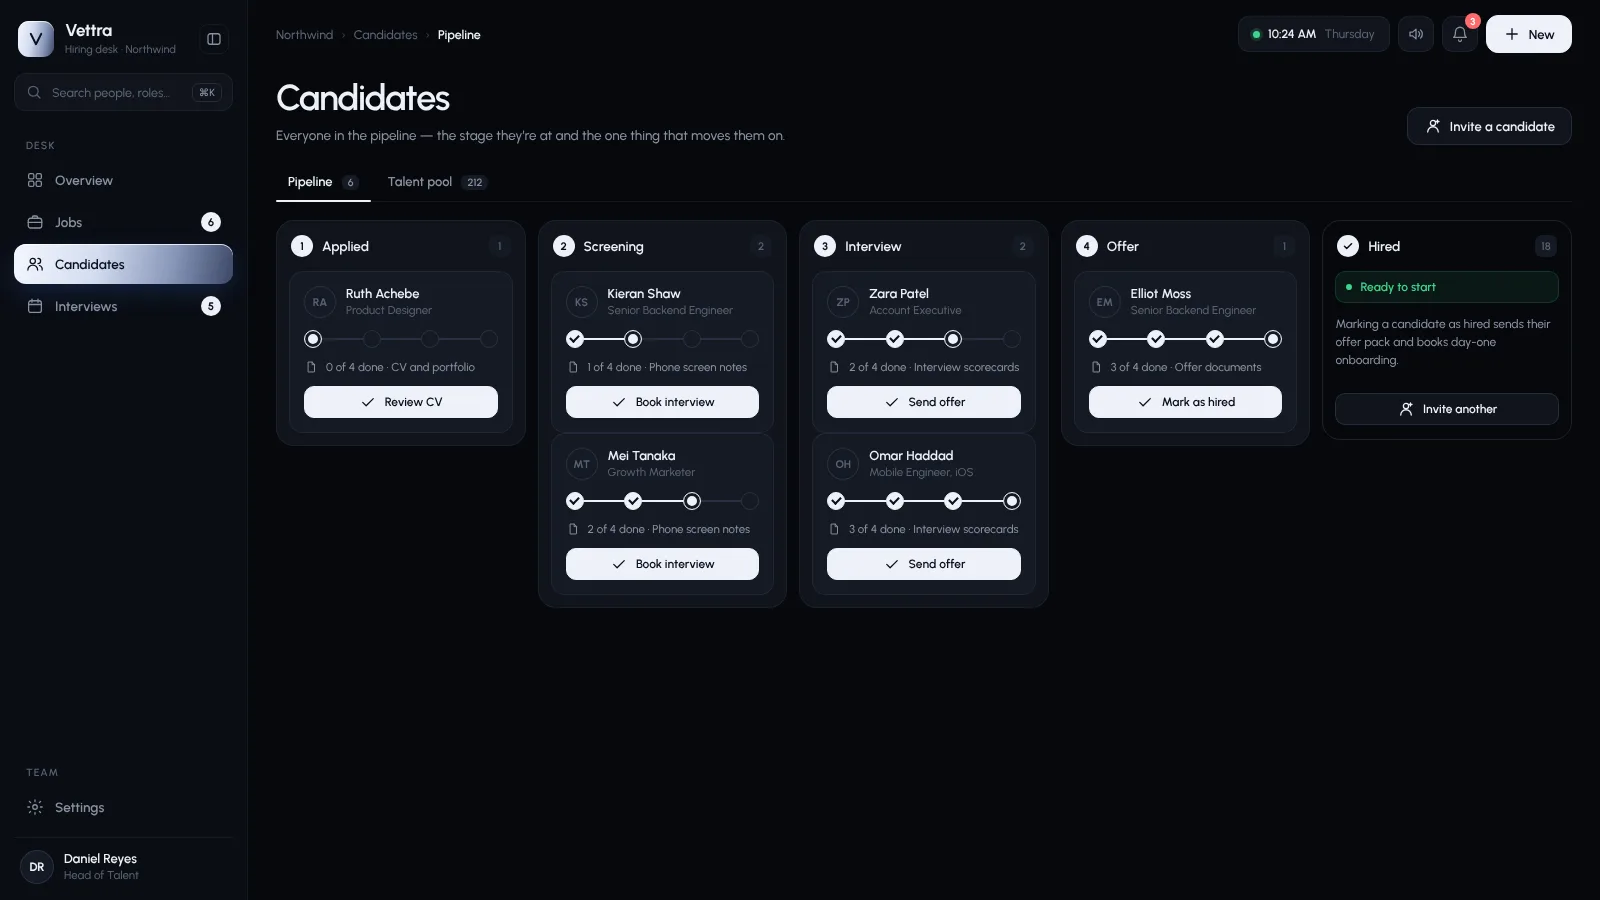 V
Vettra
Hiring desk · Northwind
Search people, roles...
⌘K
DESK
Overview
Jobs
6
Candidates
Interviews
5
TEAM
Settings
DR
Daniel Reyes
Head of Talent
Northwind › Candidates › Pipeline
10:24 AM Thursday
3
New
Candidates
Everyone in the pipeline — the stage they're at and the one thing that moves them on.
Invite a candidate
Pipeline 6
Talent pool 212
1 Applied 1
RA
Ruth Achebe
Product Designer
0 of 4 done · CV and portfolio
Review CV
2 Screening 2
KS
Kieran Shaw
Senior Backend Engineer
1 of 4 done · Phone screen notes
Book interview
MT
Mei Tanaka
Growth Marketer
2 of 4 done · Phone screen notes
Book interview
3 Interview 2
ZP
Zara Patel
Account Executive
2 of 4 done · Interview scorecards
Send offer
OH
Omar Haddad
Mobile Engineer, iOS
3 of 4 done · Interview scorecards
Send offer
4 Offer 1
EM
Elliot Moss
Senior Backend Engineer
3 of 4 done · Offer documents
Mark as hired
Hired 18
Ready to start
Marking a candidate as hired sends their
offer pack and books day-one
onboarding.
Invite another